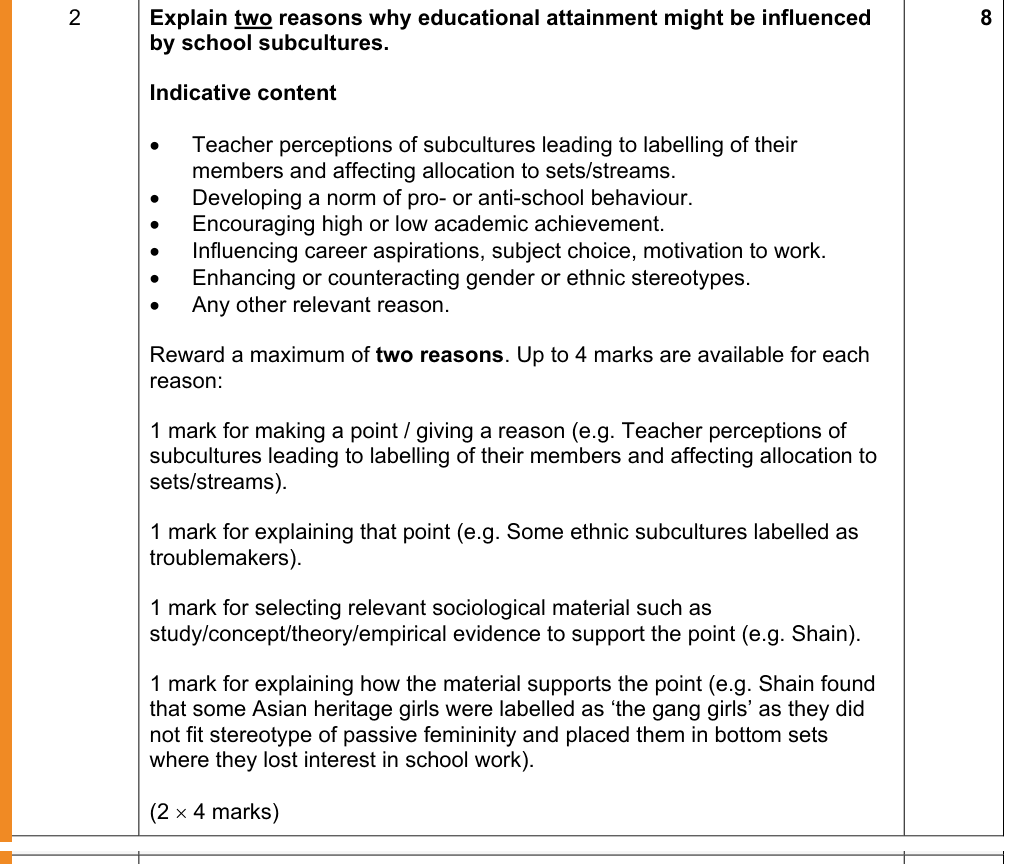 2
Explain two reasons why educational attainment might be influenced
by school subcultures.
8
Indicative content
• Teacher perceptions of subcultures leading to labelling of their
members and affecting allocation to sets/streams.
• Developing a norm of pro- or anti-school behaviour.
• Encouraging high or low academic achievement.
• Influencing career aspirations, subject choice, motivation to work.
• Enhancing or counteracting gender or ethnic stereotypes.
• Any other relevant reason.
Reward a maximum of two reasons. Up to 4 marks are available for each
reason:
1 mark for making a point / giving a reason (e.g. Teacher perceptions of
subcultures leading to labelling of their members and affecting allocation to
sets/streams).
1 mark for explaining that point (e.g. Some ethnic subcultures labelled as
troublemakers).
1 mark for selecting relevant sociological material such as
study/concept/theory/empirical evidence to support the point (e.g. Shain).
1 mark for explaining how the material supports the point (e.g. Shain found
that some Asian heritage girls were labelled as ‘the gang girls’ as they did
not fit stereotype of passive femininity and placed them in bottom sets
where they lost interest in school work).
(2 × 4 marks)